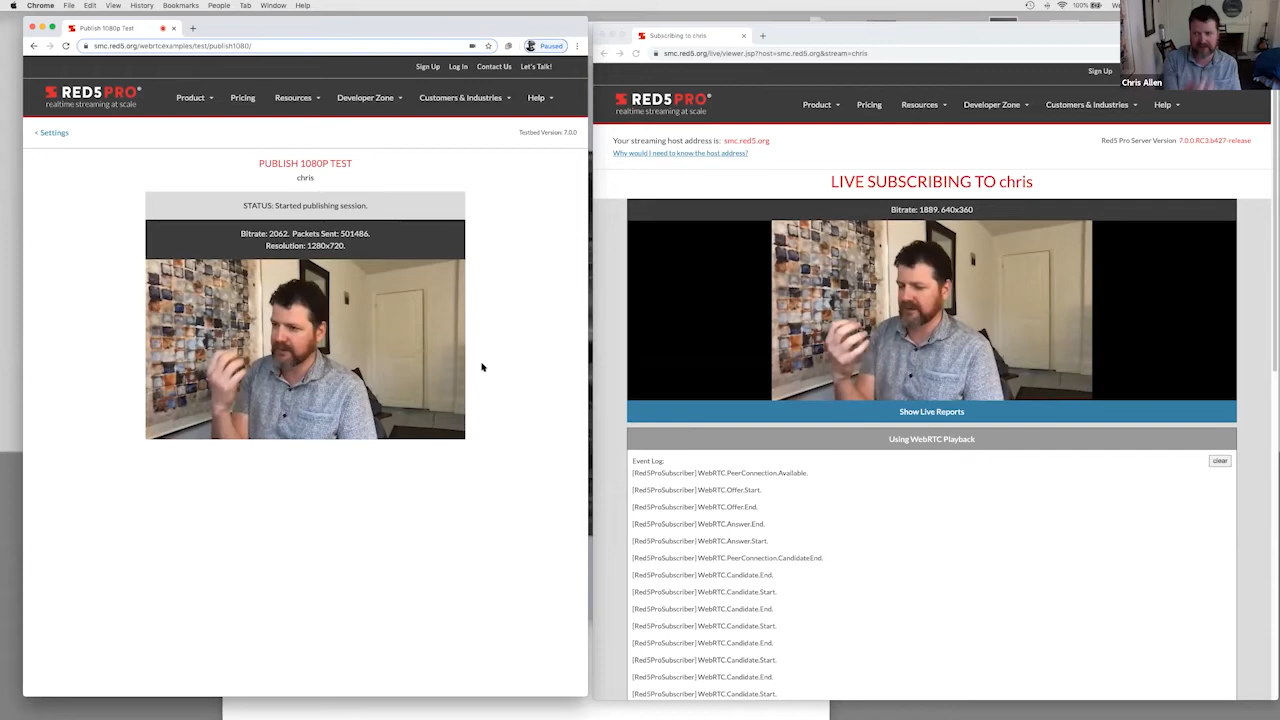 Chrome File Edit View History Bookmarks People Tab Window Help
100%
Publish 1080p Test
smc.red5.org/webrtcexamples/test/publish1080/
Paused
Sign Up Log In Contact Us Let's Talk!
RED5PRO®
realtime streaming at scale
Product Pricing Resources Developer Zone Customers & Industries Help
< Settings
Testbed Version: 7.0.0
PUBLISH 1080P TEST
chris
STATUS: Started publishing session.
Bitrate: 2062. Packets Sent: 501486.
Resolution: 1280x720.
Chris Allen
Subscribing to chris
smc.red5.org/live/viewer.jsp?host=smc.red5.org&stream=chris
Sign Up
RED5PRO®
realtime streaming at scale
Product Pricing Resources Developer Zone Customers & Industries Help
Your streaming host address is: smc.red5.org
Why would I need to know the host address?
Red5 Pro Server Version 7.0.0.RC3.b427-release
LIVE SUBSCRIBING TO chris
Bitrate: 1889. 640x360
Show Live Reports
Using WebRTC Playback
Event Log:
clear
[Red5ProSubscriber] WebRTC.PeerConnection.Available.
[Red5ProSubscriber] WebRTC.Offer.Start.
[Red5ProSubscriber] WebRTC.Offer.End.
[Red5ProSubscriber] WebRTC.Answer.End.
[Red5ProSubscriber] WebRTC.Answer.Start.
[Red5ProSubscriber] WebRTC.PeerConnection.CandidateEnd.
[Red5ProSubscriber] WebRTC.Candidate.End.
[Red5ProSubscriber] WebRTC.Candidate.Start.
[Red5ProSubscriber] WebRTC.Candidate.End.
[Red5ProSubscriber] WebRTC.Candidate.Start.
[Red5ProSubscriber] WebRTC.Candidate.End.
[Red5ProSubscriber] WebRTC.Candidate.Start.
[Red5ProSubscriber] WebRTC.Candidate.End.
[Red5ProSubscriber] WebRTC.Candidate.Start.